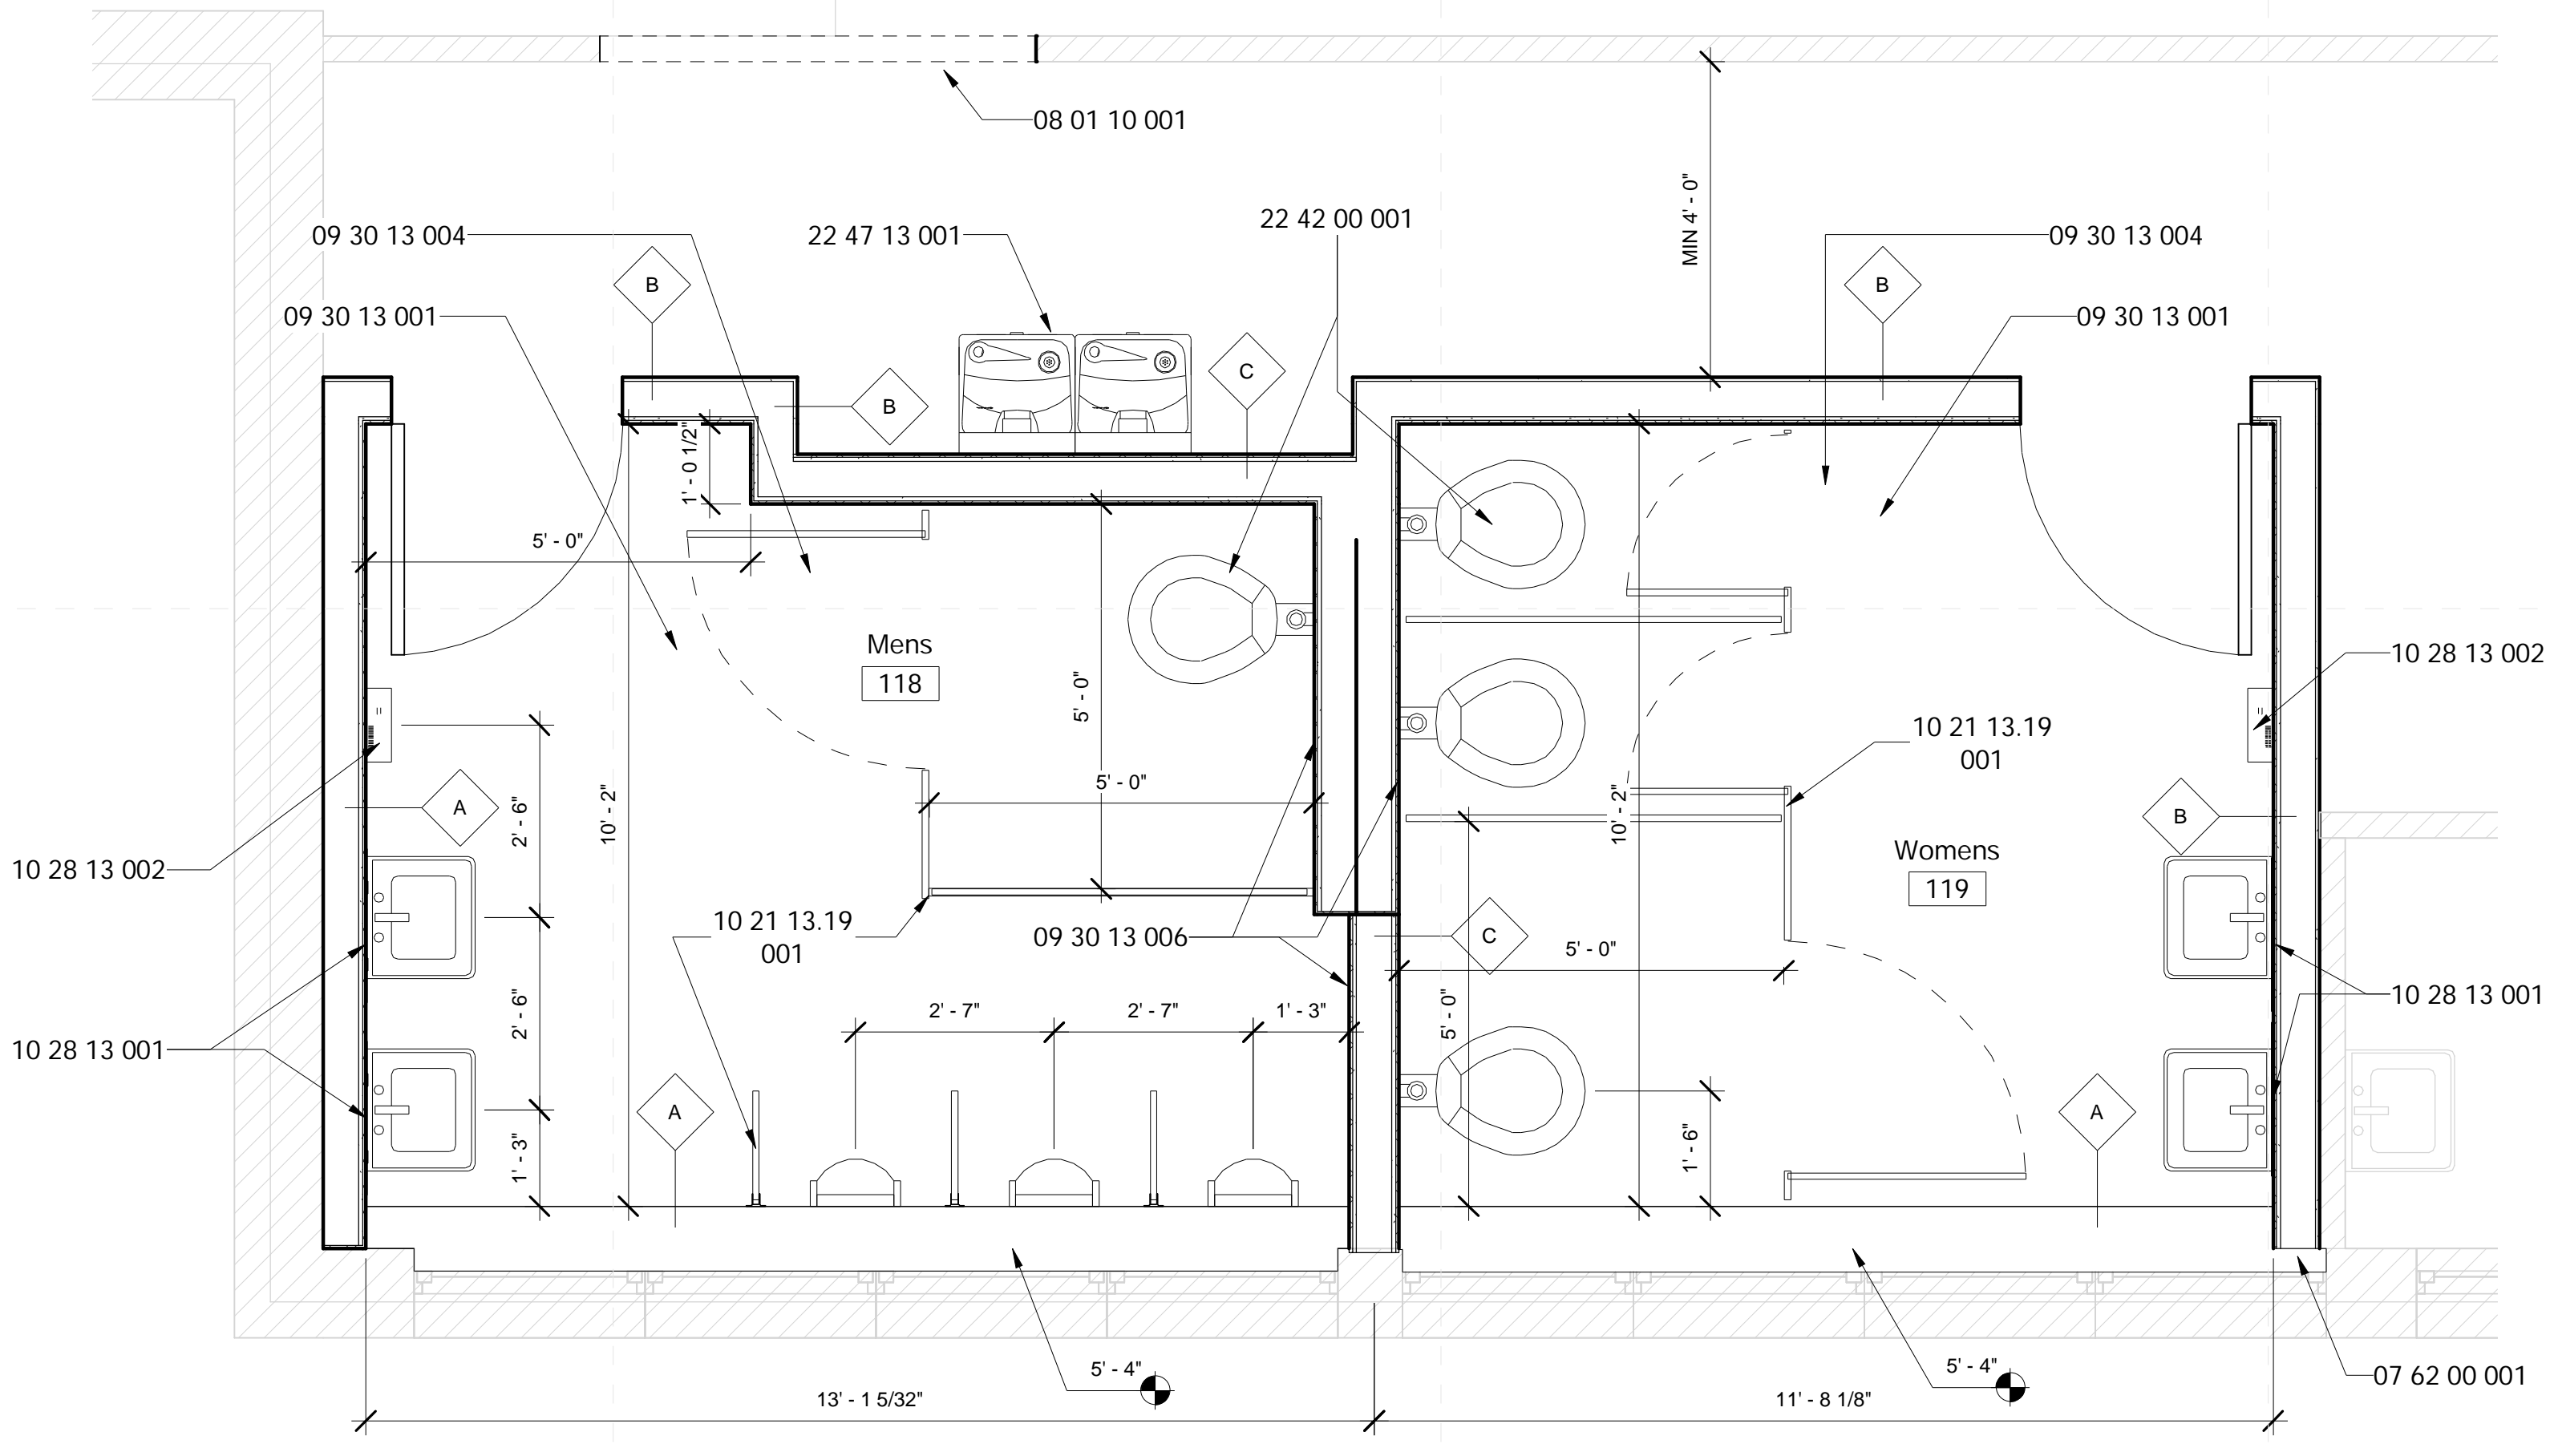 08 01 10 001
MIN 4' - 0"
22 42 00 001
09 30 13 004
22 47 13 001
09 30 13 004
B
B
09 30 13 001
09 30 13 001
C
B
1' - 0 1/2"
5' - 0"
Mens
118
5' - 0"
10 28 13 002
10 21 13.19
001
5' - 0"
A
2' - 6"
10' - 2"
10' - 2"
B
Womens
119
10 28 13 002
10 21 13.19
001
09 30 13 006
C
5' - 0"
2' - 6"
2' - 7"
2' - 7"
1' - 3"
5' - 0"
10 28 13 001
10 28 13 001
A
A
1' - 3"
1' - 6"
5' - 4"
5' - 4"
07 62 00 001
13' - 1 5/32"
11' - 8 1/8"